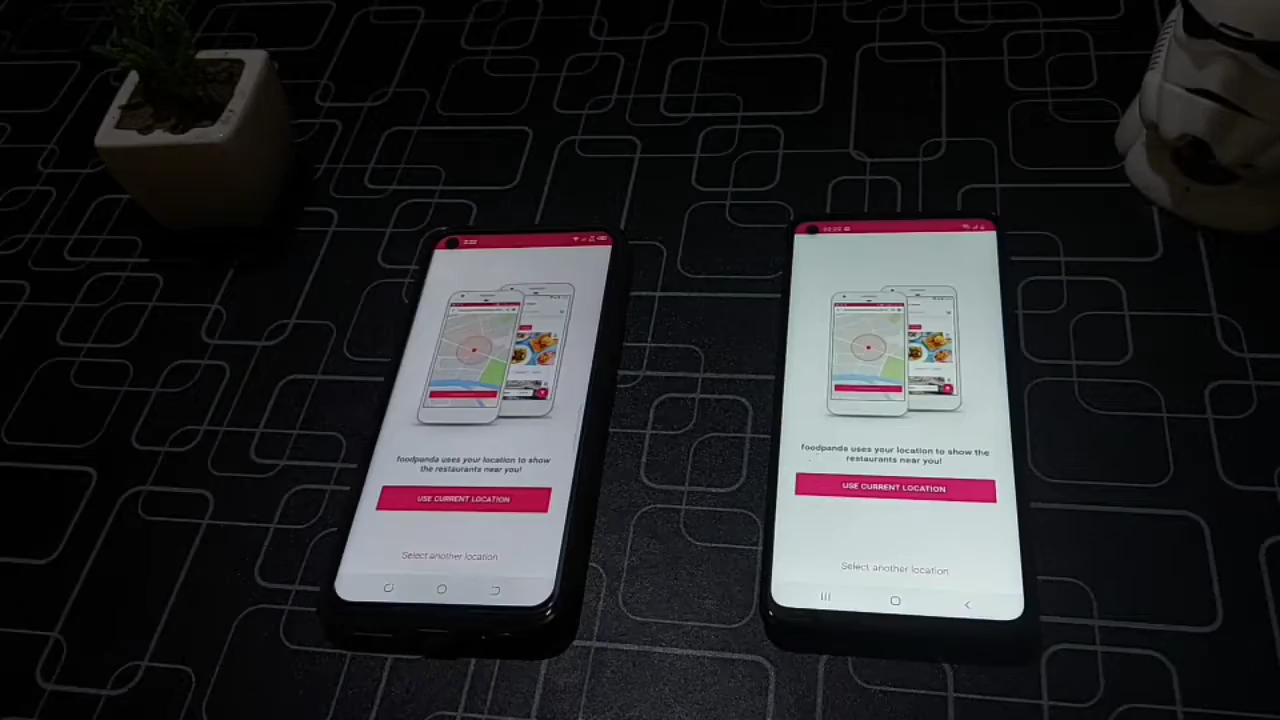 foodpanda uses your location to show
the restaurants near you!
USE CURRENT LOCATION
Select another location
foodpanda uses your location to show the
restaurants near you!
USE CURRENT LOCATION
Select another location